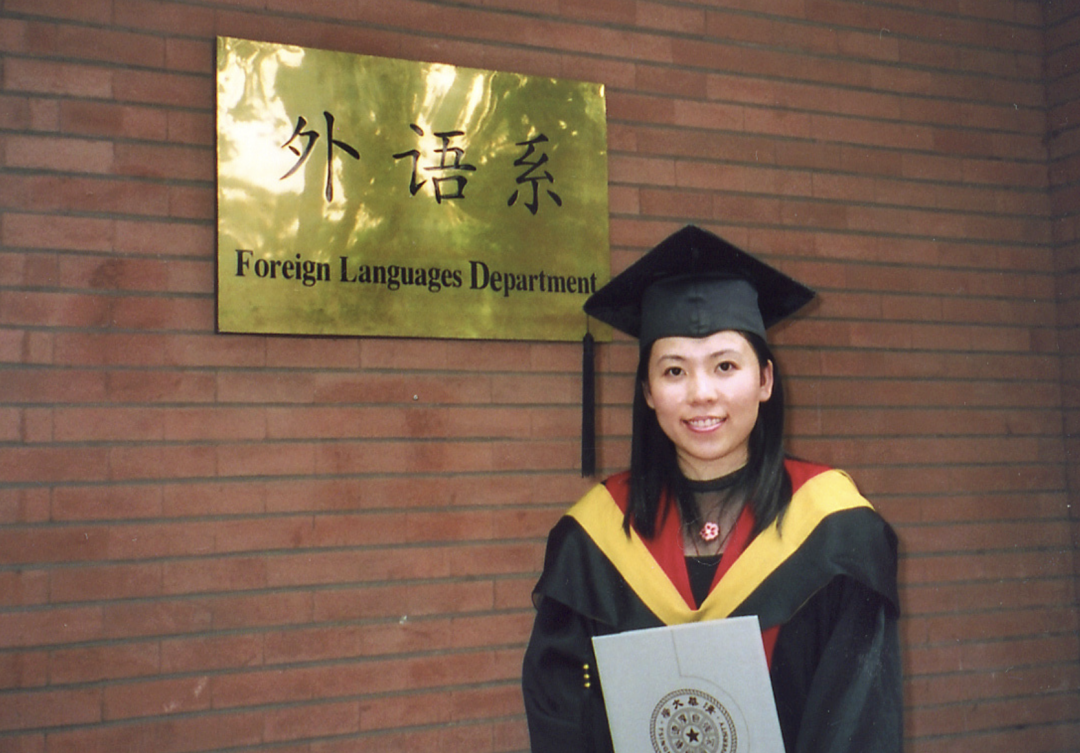 外语系
Foreign Languages Department